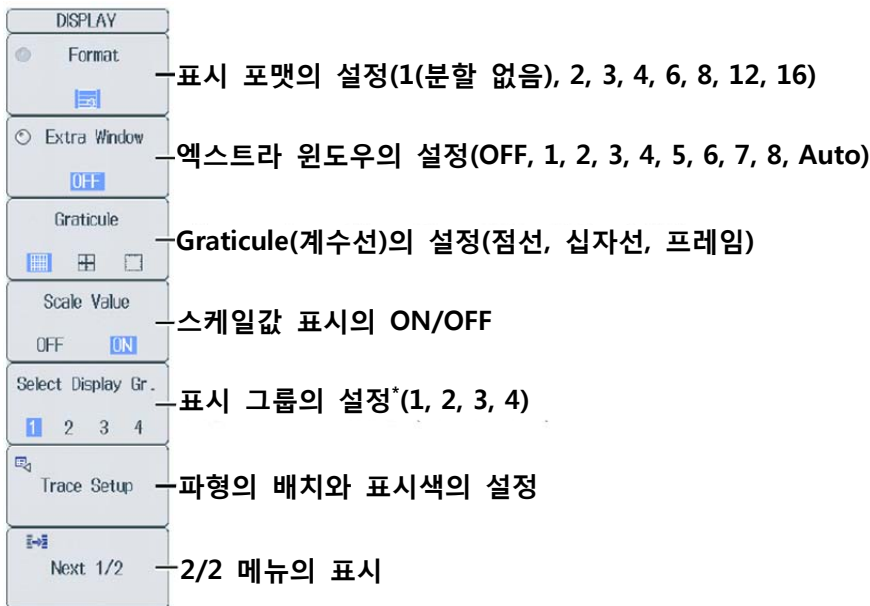 DISPLAY
Format
표시 포맷의 설정(1(분할 없음), 2, 3, 4, 6, 8, 12, 16)
Extra Window
OFF
엑스트라 윈도우의 설정(OFF, 1, 2, 3, 4, 5, 6, 7, 8, Auto)
Graticule
Graticule(계수선)의 설정(점선, 십자선, 프레임)
Scale Value
OFF ON
스케일값 표시의 ON/OFF
Select Display Gr.
1 2 3 4
표시 그룹의 설정*(1, 2, 3, 4)
Trace Setup
파형의 배치와 표시색의 설정
Next 1/2
2/2 메뉴의 표시